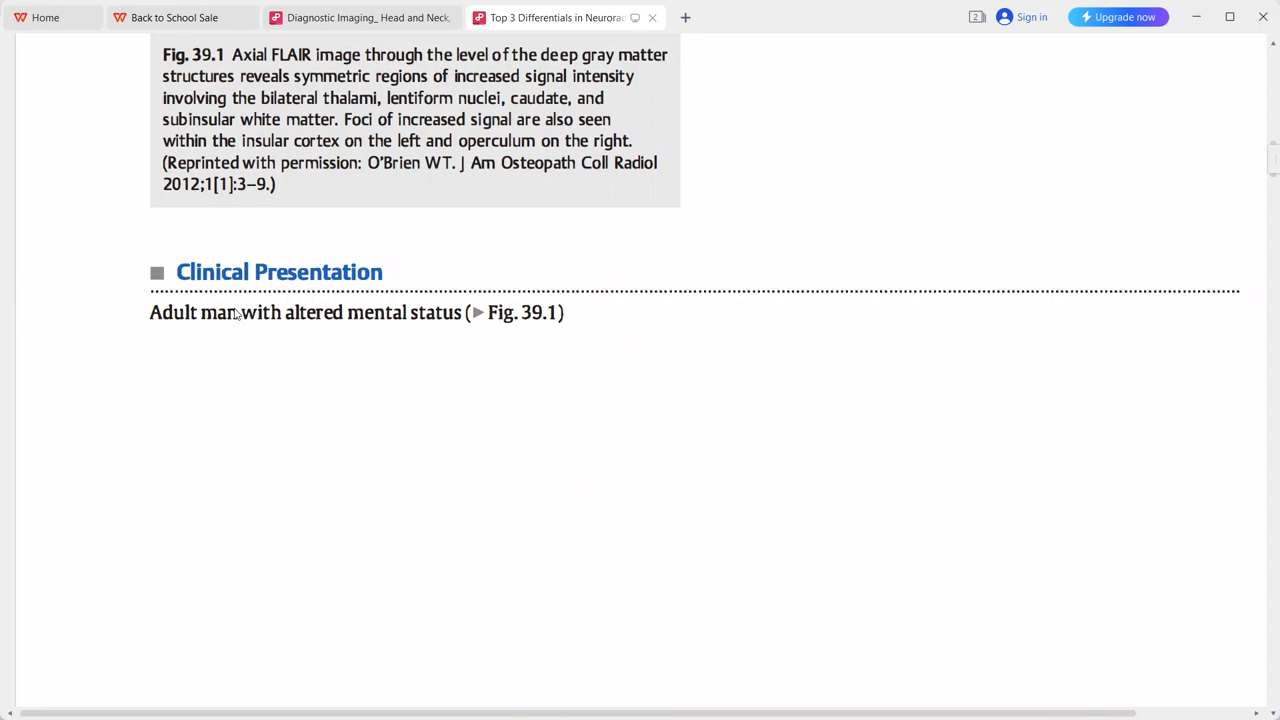 Home
Back to School Sale
Diagnostic Imaging_ Head and Neck,
Top 3 Differentials in Neurorac
2
Sign in
Upgrade now
Fig. 39.1 Axial FLAIR image through the level of the deep gray matter
structures reveals symmetric regions of increased signal intensity
involving the bilateral thalami, lentiform nuclei, caudate, and
subinsular white matter. Foci of increased signal are also seen
within the insular cortex on the left and operculum on the right.
(Reprinted with permission: O’Brien WT. J Am Osteopath Coll Radiol
2012;1[1]:3–9.)
Clinical Presentation
Adult man with altered mental status (▶ Fig. 39.1)